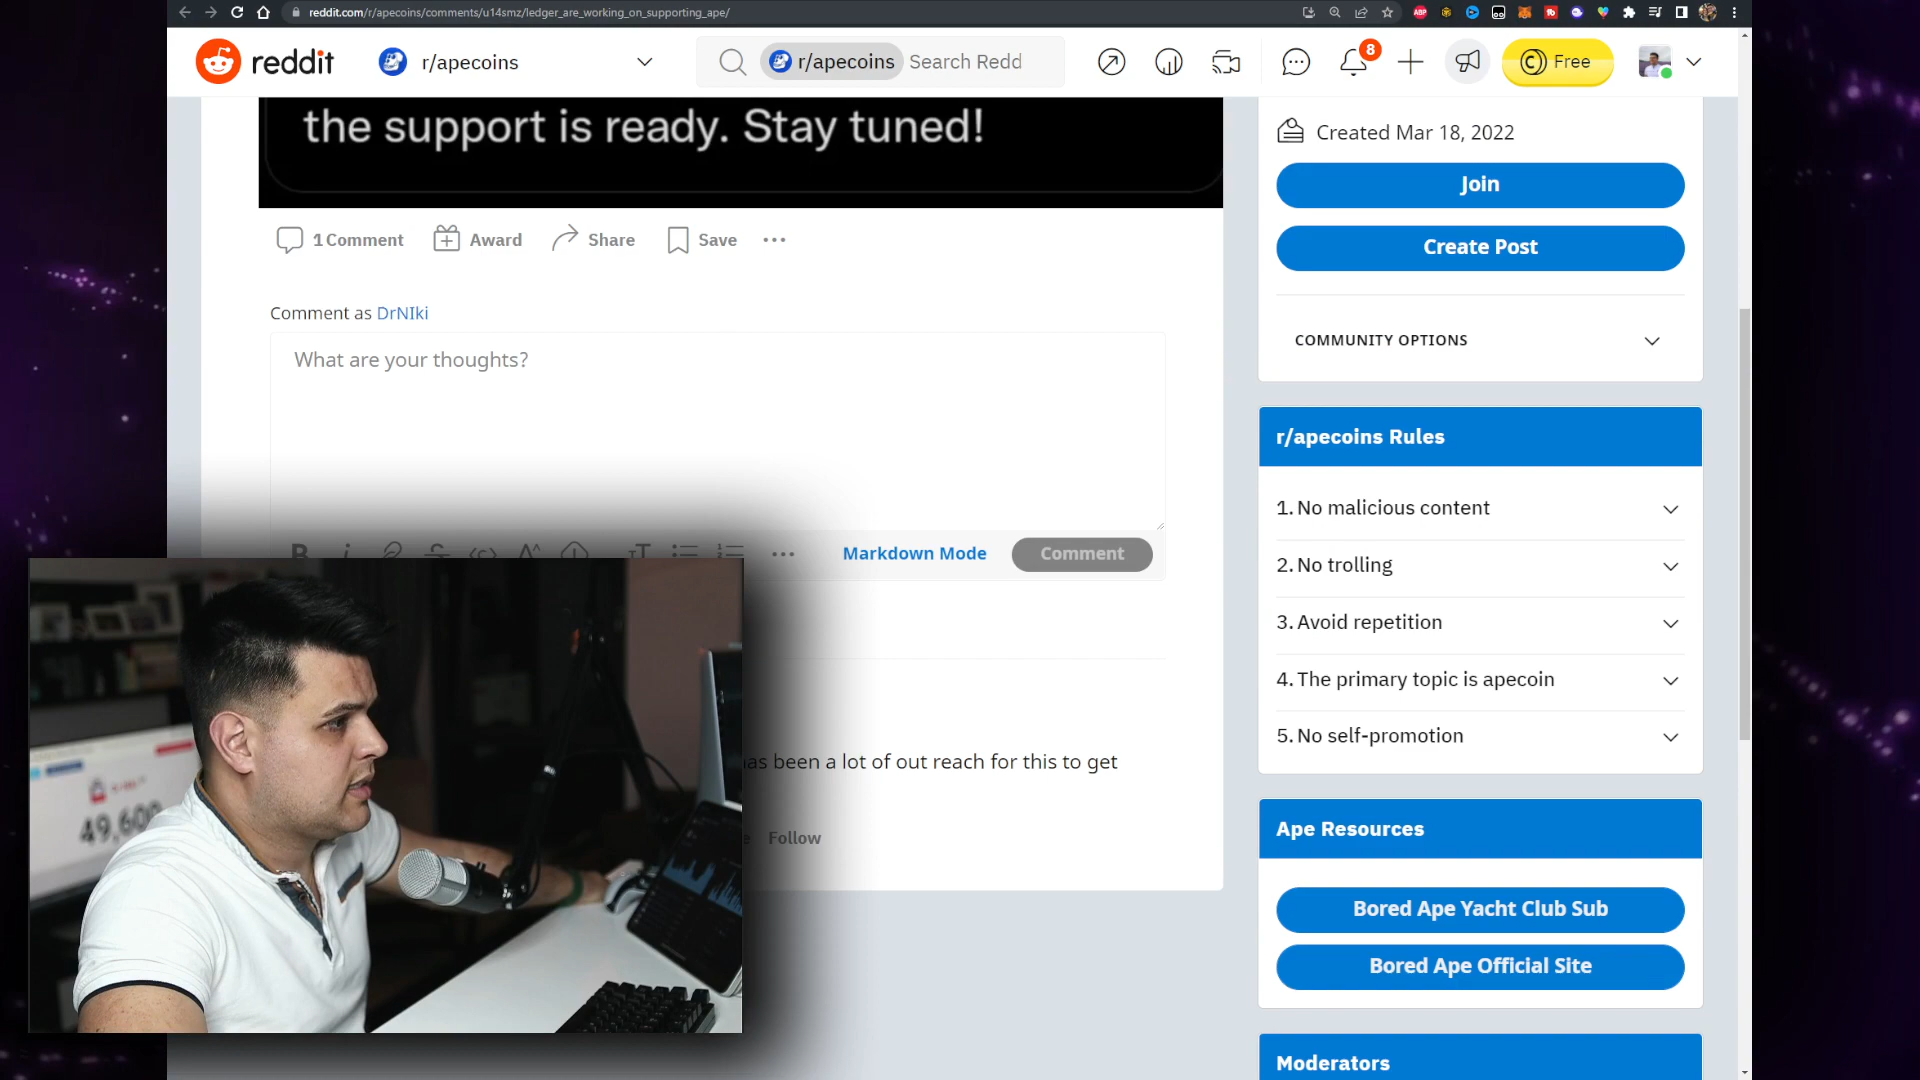 reddit.com/r/apecoins/comments/u14smz/ledger_are_working_on_supporting_ape/
ABP
reddit
r/apecoins
r/apecoins Search Redd
8
Free
the support is ready. Stay tuned!
1 Comment
Award
Share
Save
Comment as DrNIki
What are your thoughts?
Markdown Mode
Comment
as been a lot of out reach for this to get
Follow
49,600
Created Mar 18, 2022
Join
Create Post
COMMUNITY OPTIONS
r/apecoins Rules
1. No malicious content
2. No trolling
3. Avoid repetition
4. The primary topic is apecoin
5. No self-promotion
Ape Resources
Bored Ape Yacht Club Sub
Bored Ape Official Site
Moderators